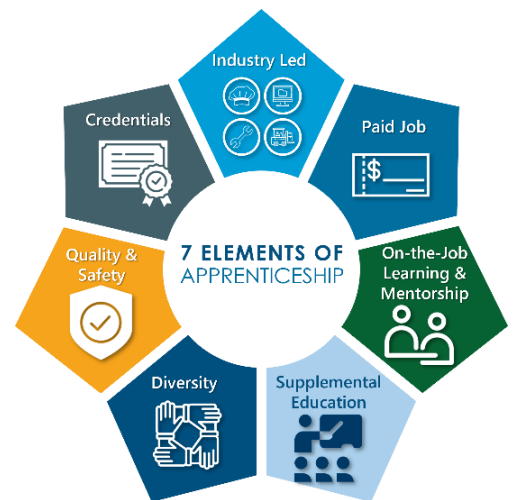 Industry Led
Paid Job
$
On-the-Job
Learning &
Mentorship
Supplemental
Education
Diversity
Quality &
Safety
Credentials
7 ELEMENTS OF
APPRENTICESHIP